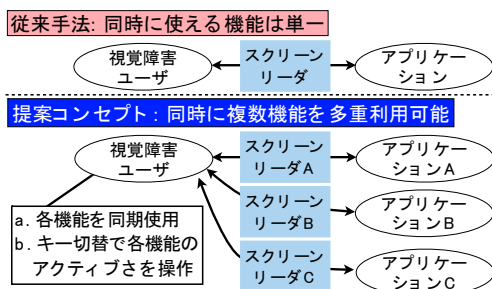 従来手法: 同時に使える機能は単一
視覚障害
ユーザ
スクリーン
リーダ
アプリケー
ション
提案コンセプト: 同時に複数機能を多重利用可能
視覚障害
ユーザ
スクリーン
リーダA
アプリケー
ションA
スクリーン
リーダB
アプリケー
ションB
a. 各機能を同期使用
b. キー切替で各機能の
アクティブさを操作
スクリーン
リーダC
アプリケー
ションC